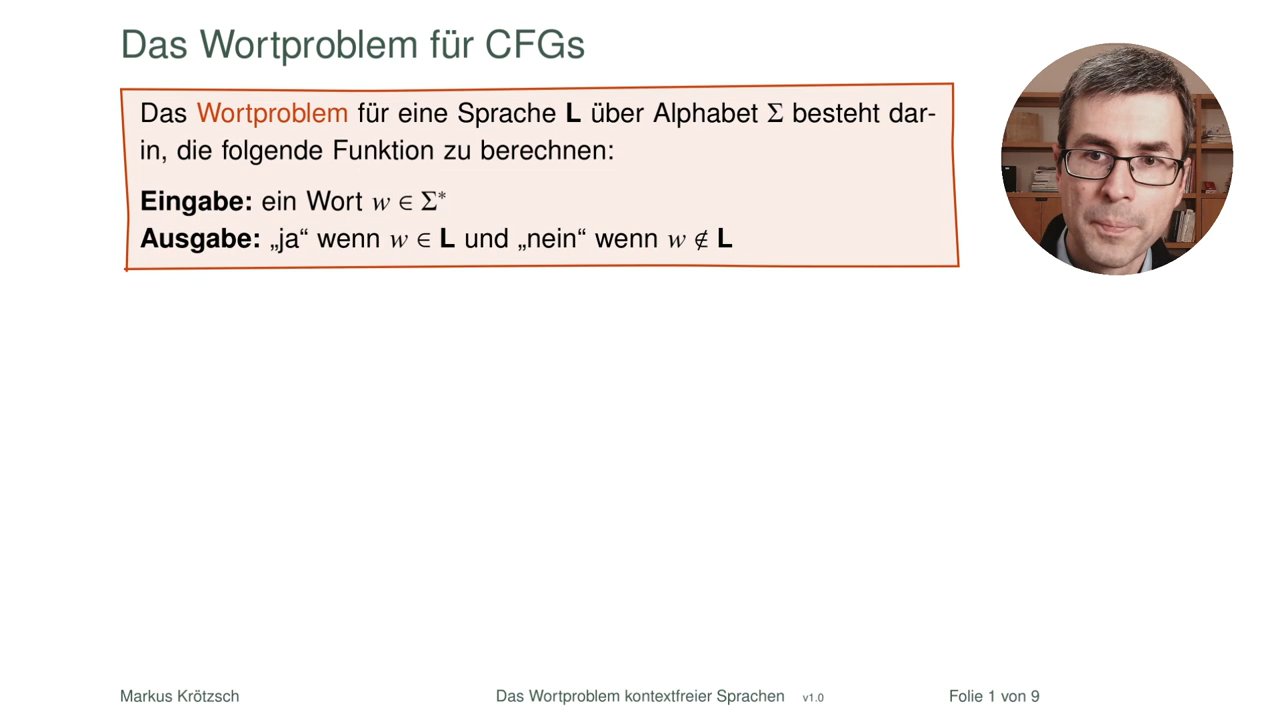 Das Wortproblem für CFGs
Das Wortproblem für eine Sprache L über Alphabet Σ besteht dar-
in, die folgende Funktion zu berechnen:
Eingabe: ein Wort w ∈ Σ*
Ausgabe: „ja“ wenn w ∈ L und „nein“ wenn w ∉ L
Markus Krötzsch Das Wortproblem kontextfreier Sprachen v1.0 Folie 1 von 9